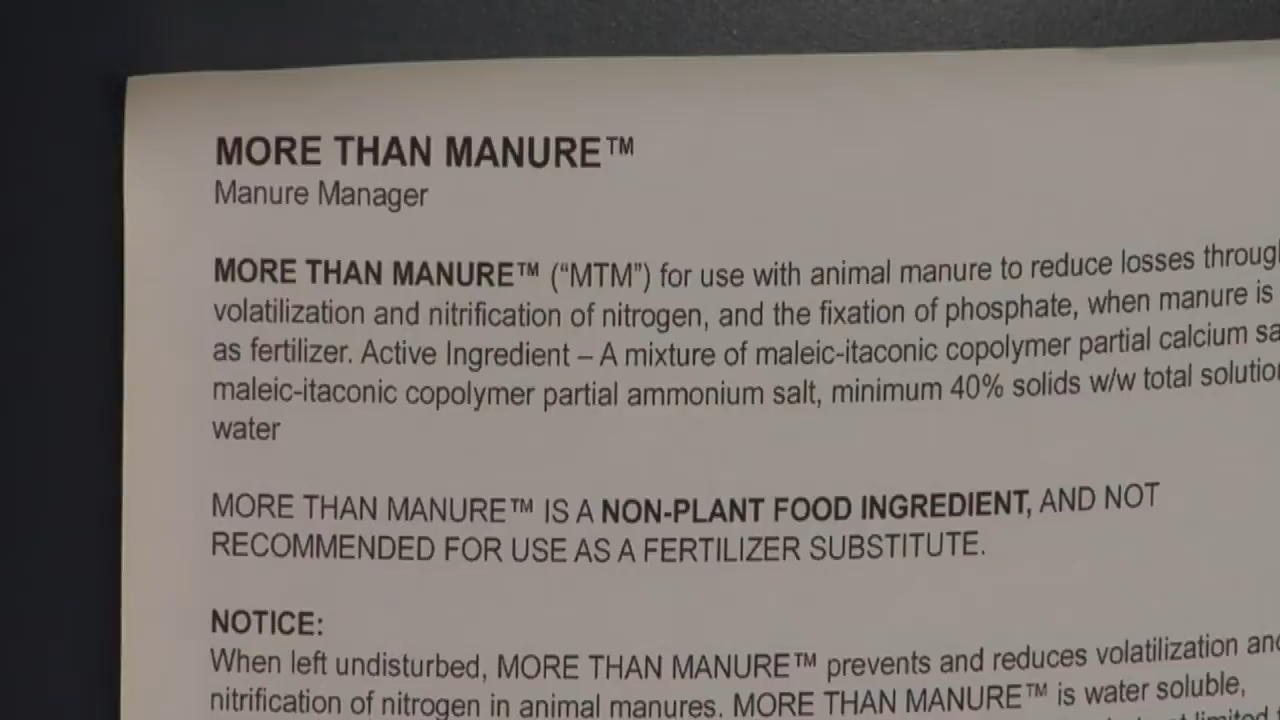 MORE THAN MANURE™
Manure Manager
MORE THAN MANURE™ (“MTM”) for use with animal manure to reduce losses
volatilization and nitrification of nitrogen, and the fixation of phosphate, when manure is
as fertilizer. Active Ingredient – A mixture of maleic-itaconic copolymer partial calcium
maleic-itaconic copolymer partial ammonium salt, minimum 40% solids w/w total
water
MORE THAN MANURE™ IS A NON-PLANT FOOD INGREDIENT, AND NOT
RECOMMENDED FOR USE AS A FERTILIZER SUBSTITUTE.
NOTICE:
When left undisturbed, MORE THAN MANURE™ prevents and reduces volatilization
nitrification of nitrogen in animal manures. MORE THAN MANURE™ is water soluble,